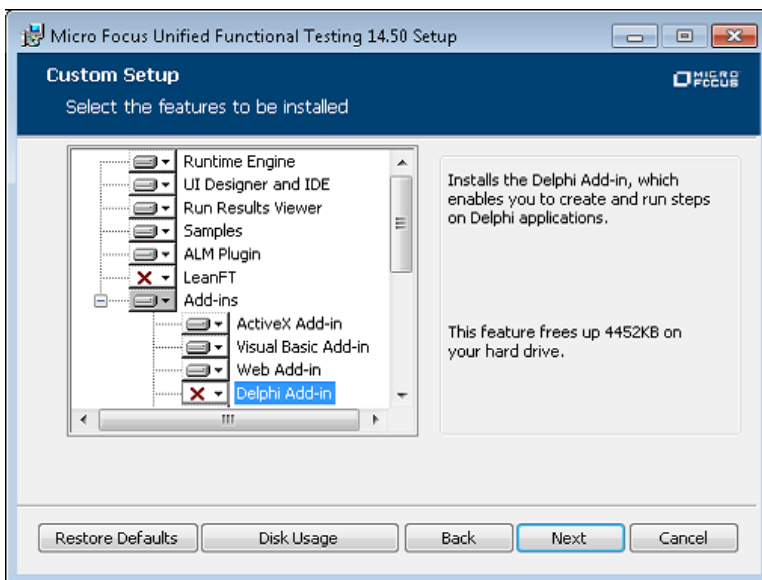 Micro Focus Unified Functional Testing 14.50 Setup
Custom Setup
MICRO
FOCUS
Select the features to be installed
Runtime Engine
UI Designer and IDE
Run Results Viewer
Samples
ALM Plugin
LeanFT
Add-ins
ActiveX Add-in
Visual Basic Add-in
Web Add-in
Delphi Add-in
Installs the Delphi Add-in, which
enables you to create and run steps
on Delphi applications.
This feature frees up 4452KB on
your hard drive.
Restore Defaults
Disk Usage
Back
Next
Cancel